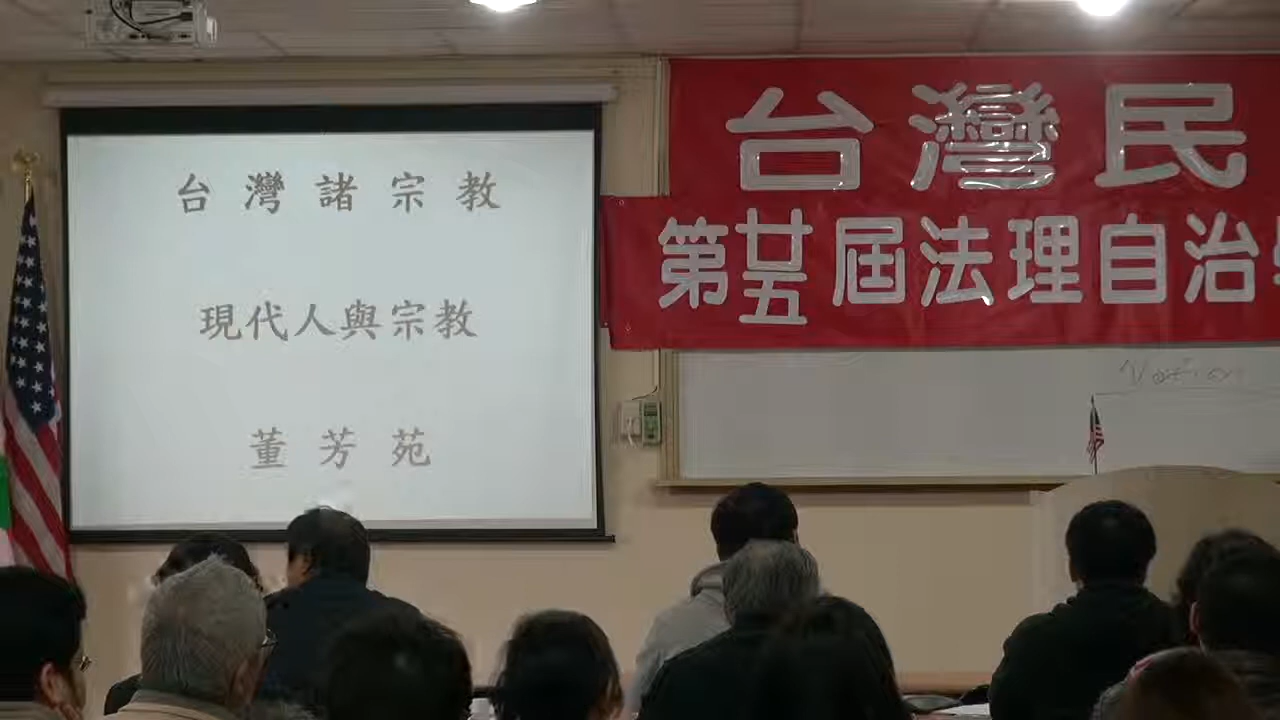 台灣諸宗教
現代人與宗教
董芳苑
台灣民
第廿五屆法理自治